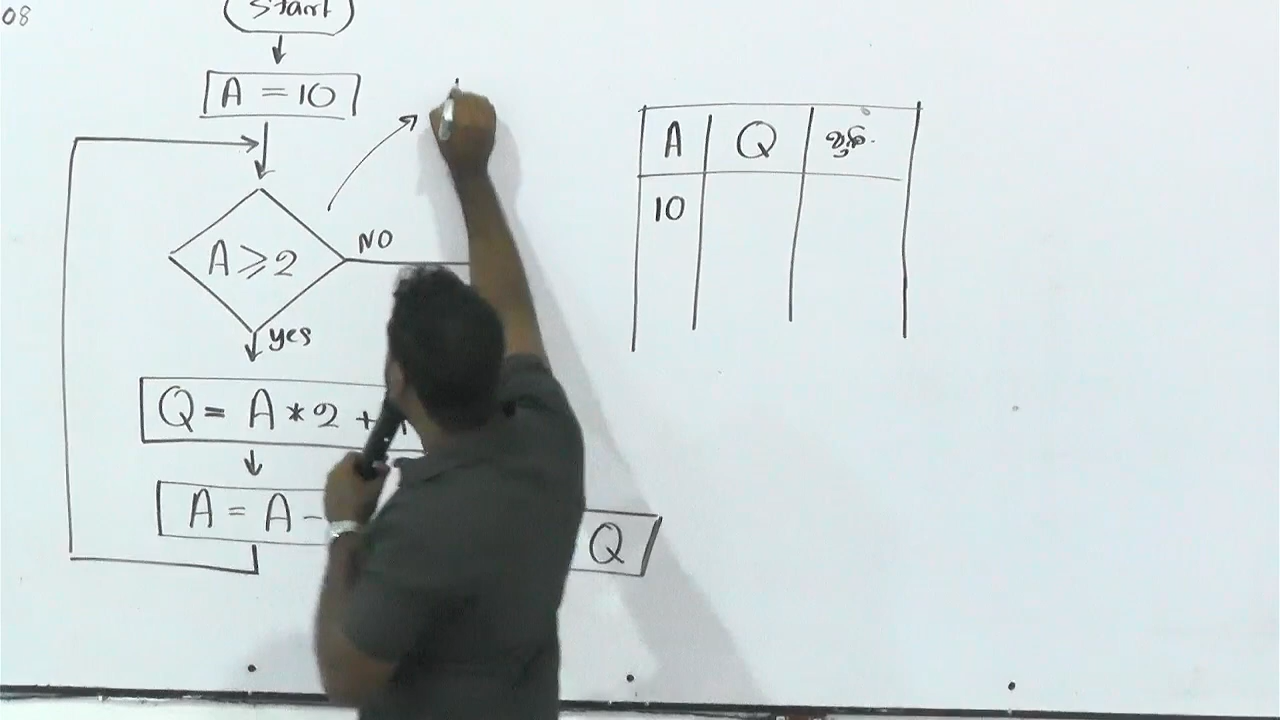 08
Start
A = 10
A ≥ 2
NO
yes
Q = A * 2 +
A = A -
Q
A Q
10